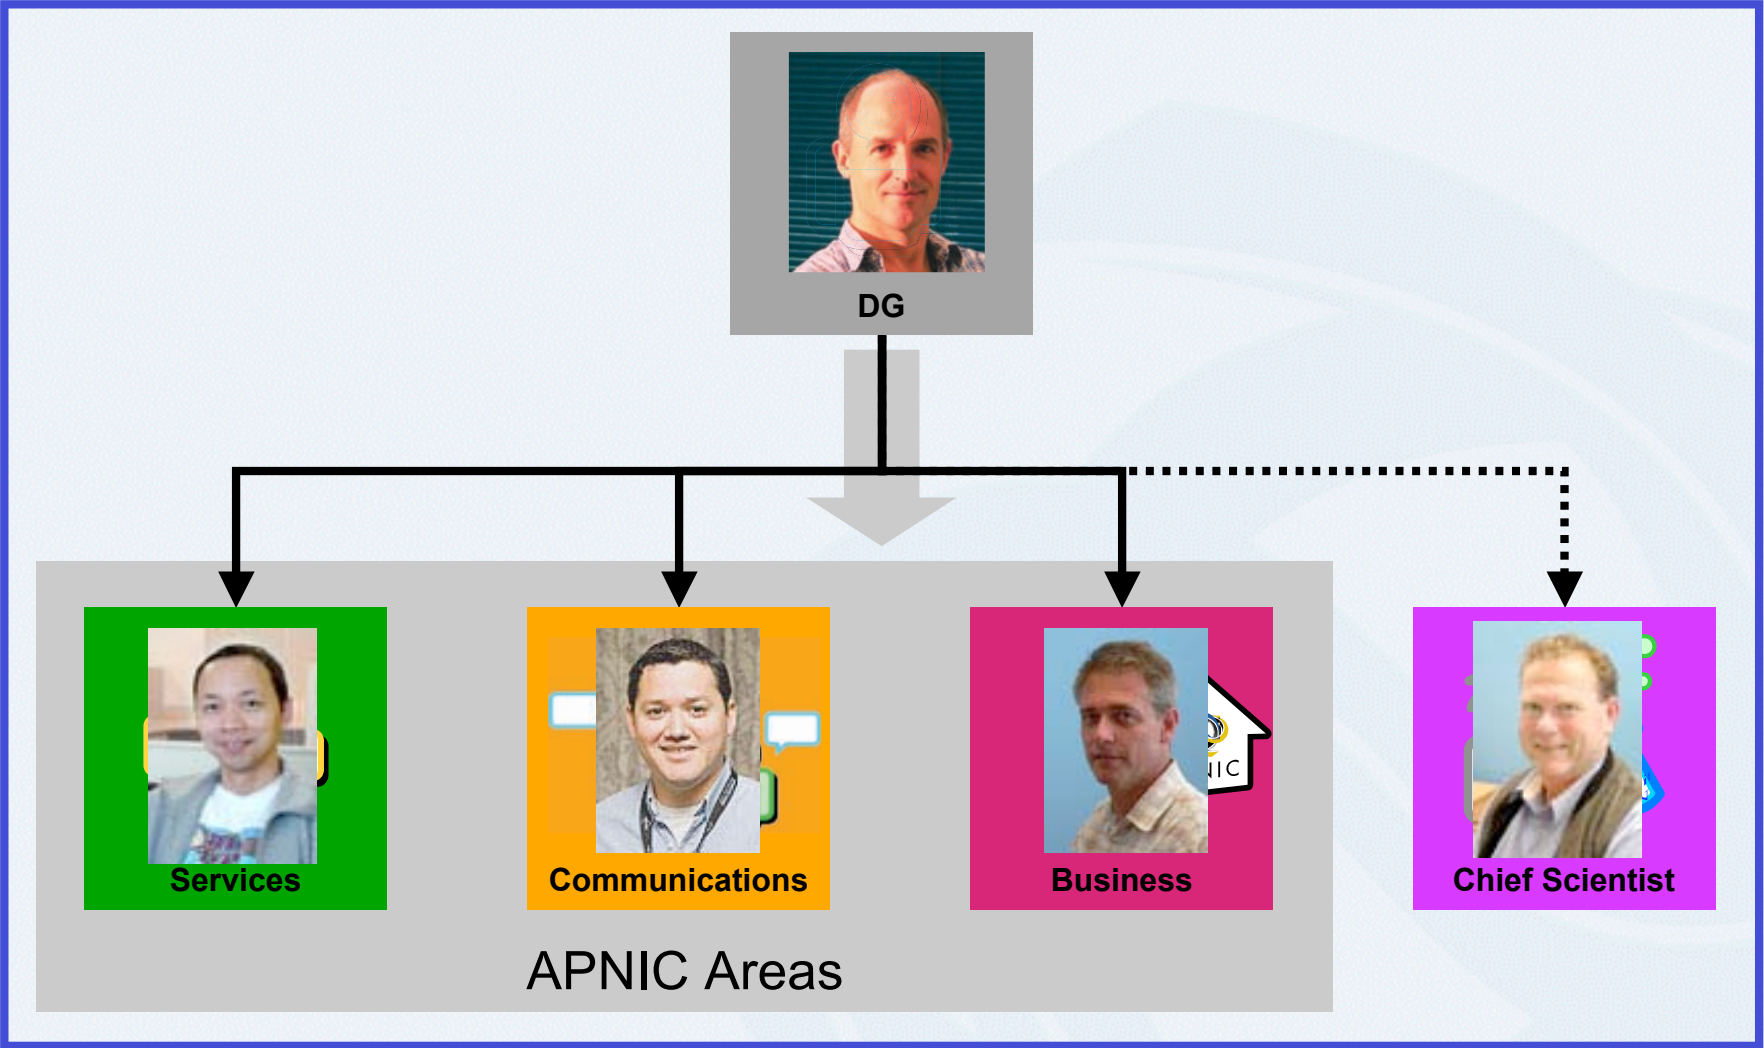 DG
Services
Communications
Business
Chief Scientist
APNIC Areas